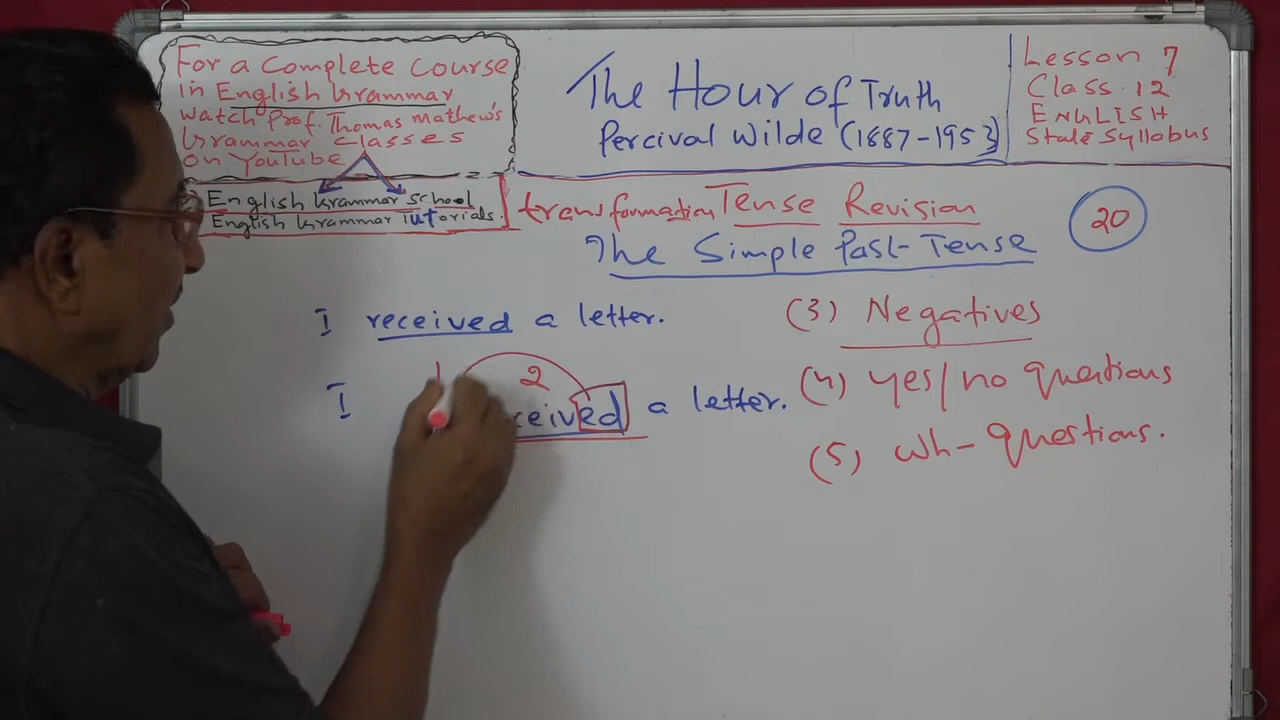 For a Complete Course
in English Grammar
watch Prof. Thomas Mathew's
Grammar Classes
on YouTube
English Grammar School
English Grammar Tutorials.
The Hour of Truth
Percival Wilde (1887-1953)
Lesson 7
Class. 12
ENGLISH
State Syllabus
transformation Tense Revision
The Simple Past Tense
20
I received a letter.
2
I ceived a letter.
(3) Negatives
(4) yes/no questions
(5) wh-questions.